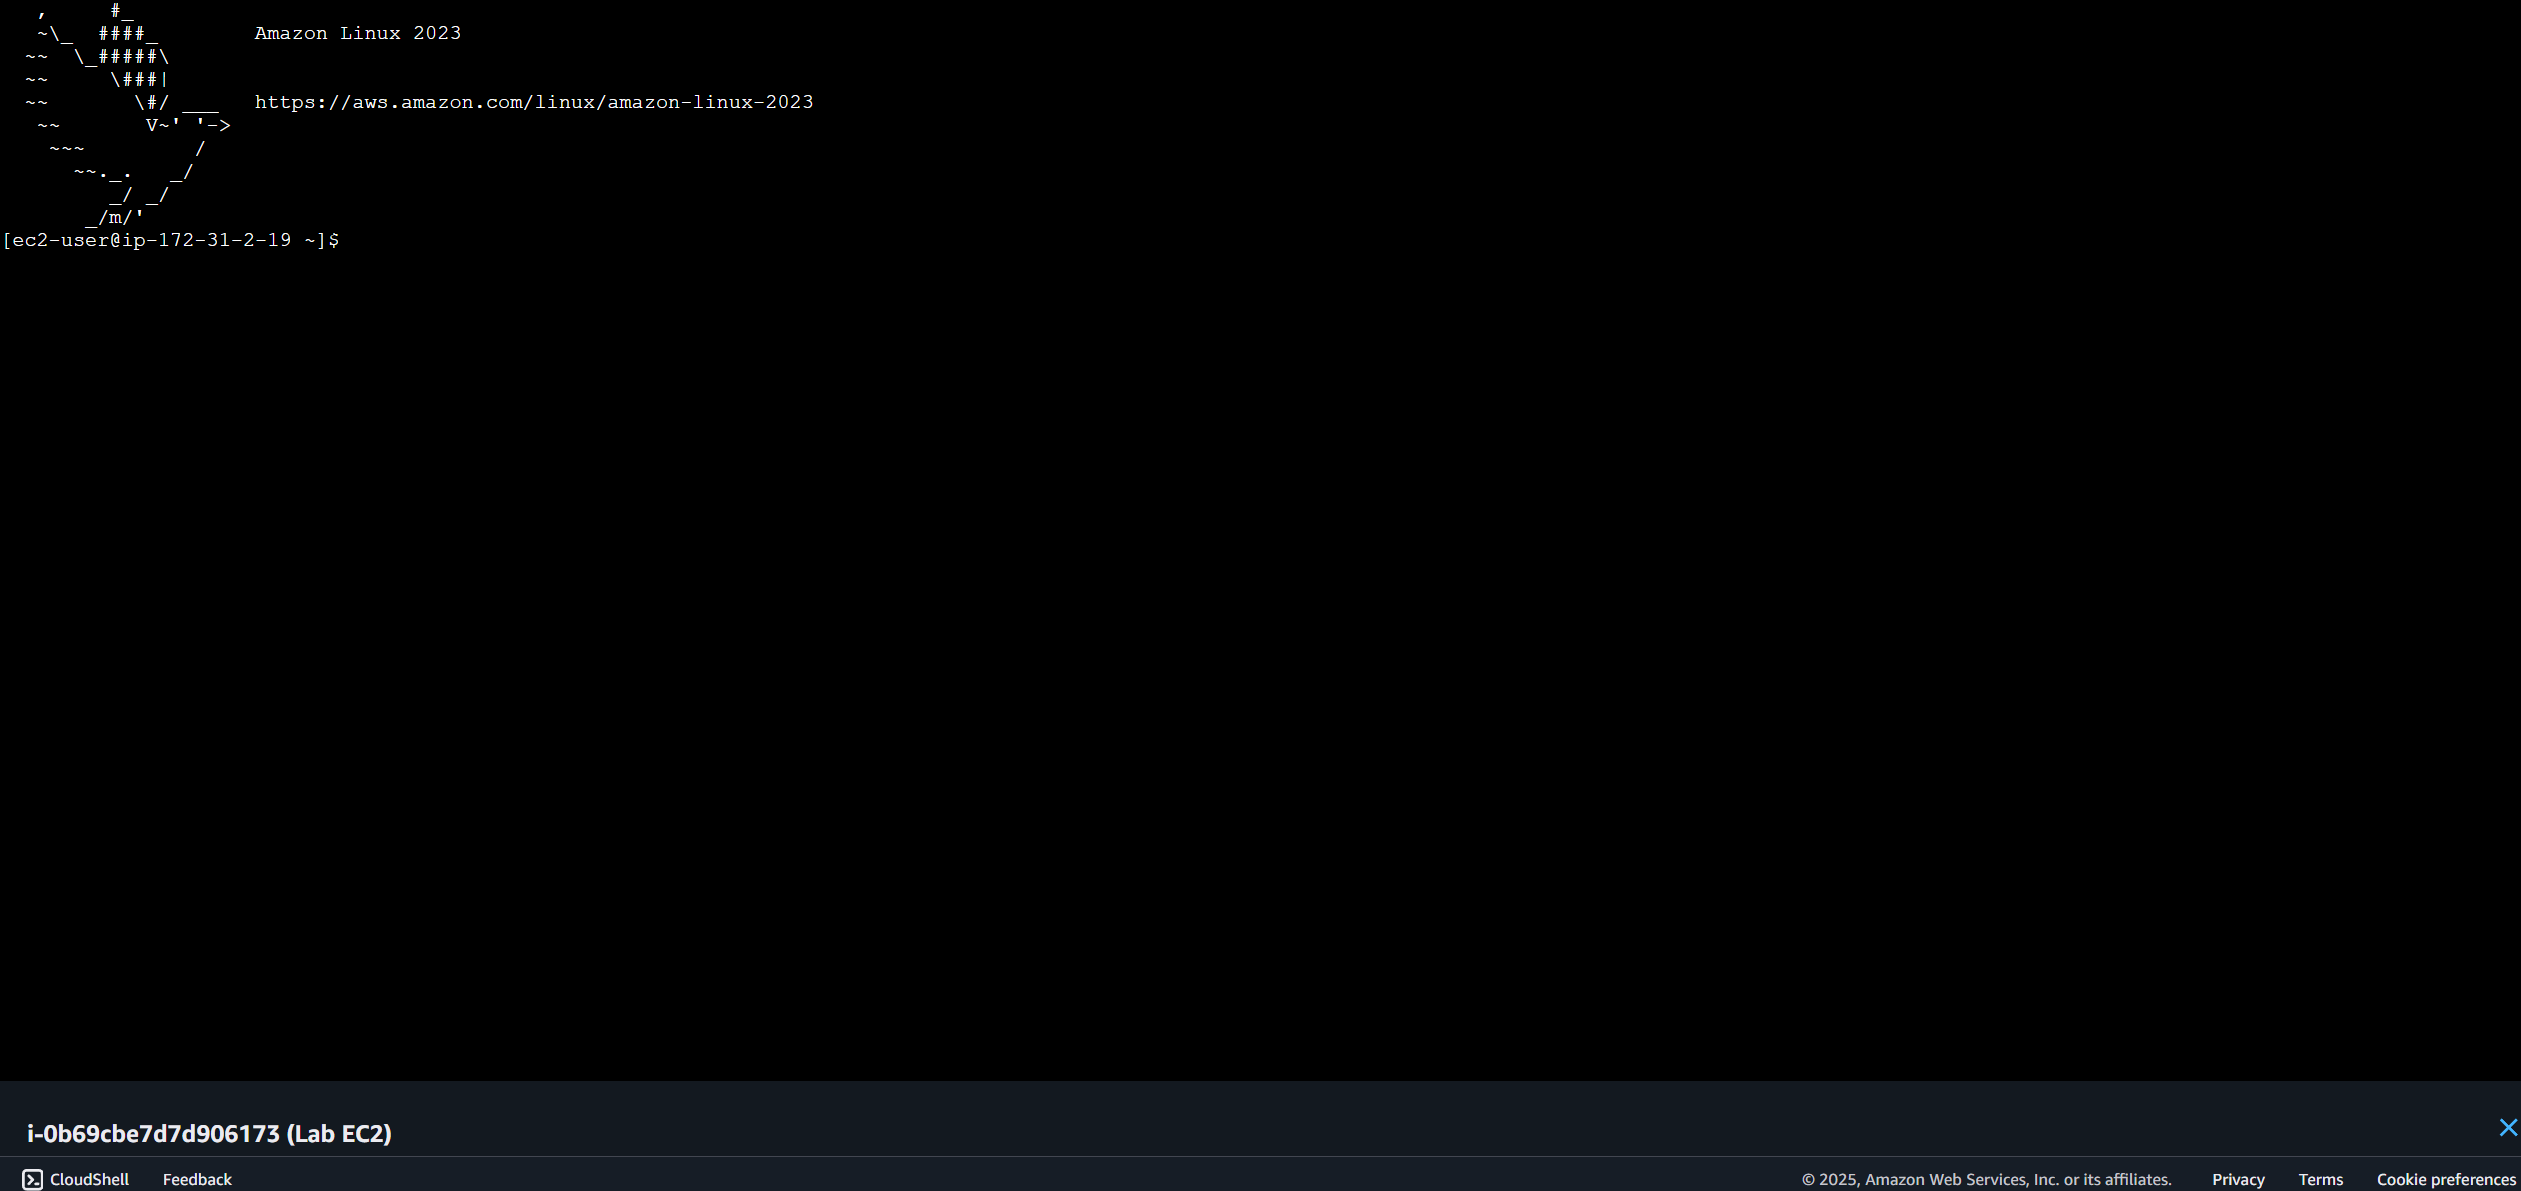 ,     #_
   ~\_  ####_        Amazon Linux 2023
  ~~  \_#####\
  ~~     \###|
  ~~       \#/ ___   https://aws.amazon.com/linux/amazon-linux-2023
   ~~       V~' '->
    ~~~         /
      ~~._.   _/
         _/ _/
       _/m/'
[ec2-user@ip-172-31-2-19 ~]$
i-0b69cbe7d7d906173 (Lab EC2)
CloudShell Feedback © 2025, Amazon Web Services, Inc. or its affiliates. Privacy Terms Cookie preferences